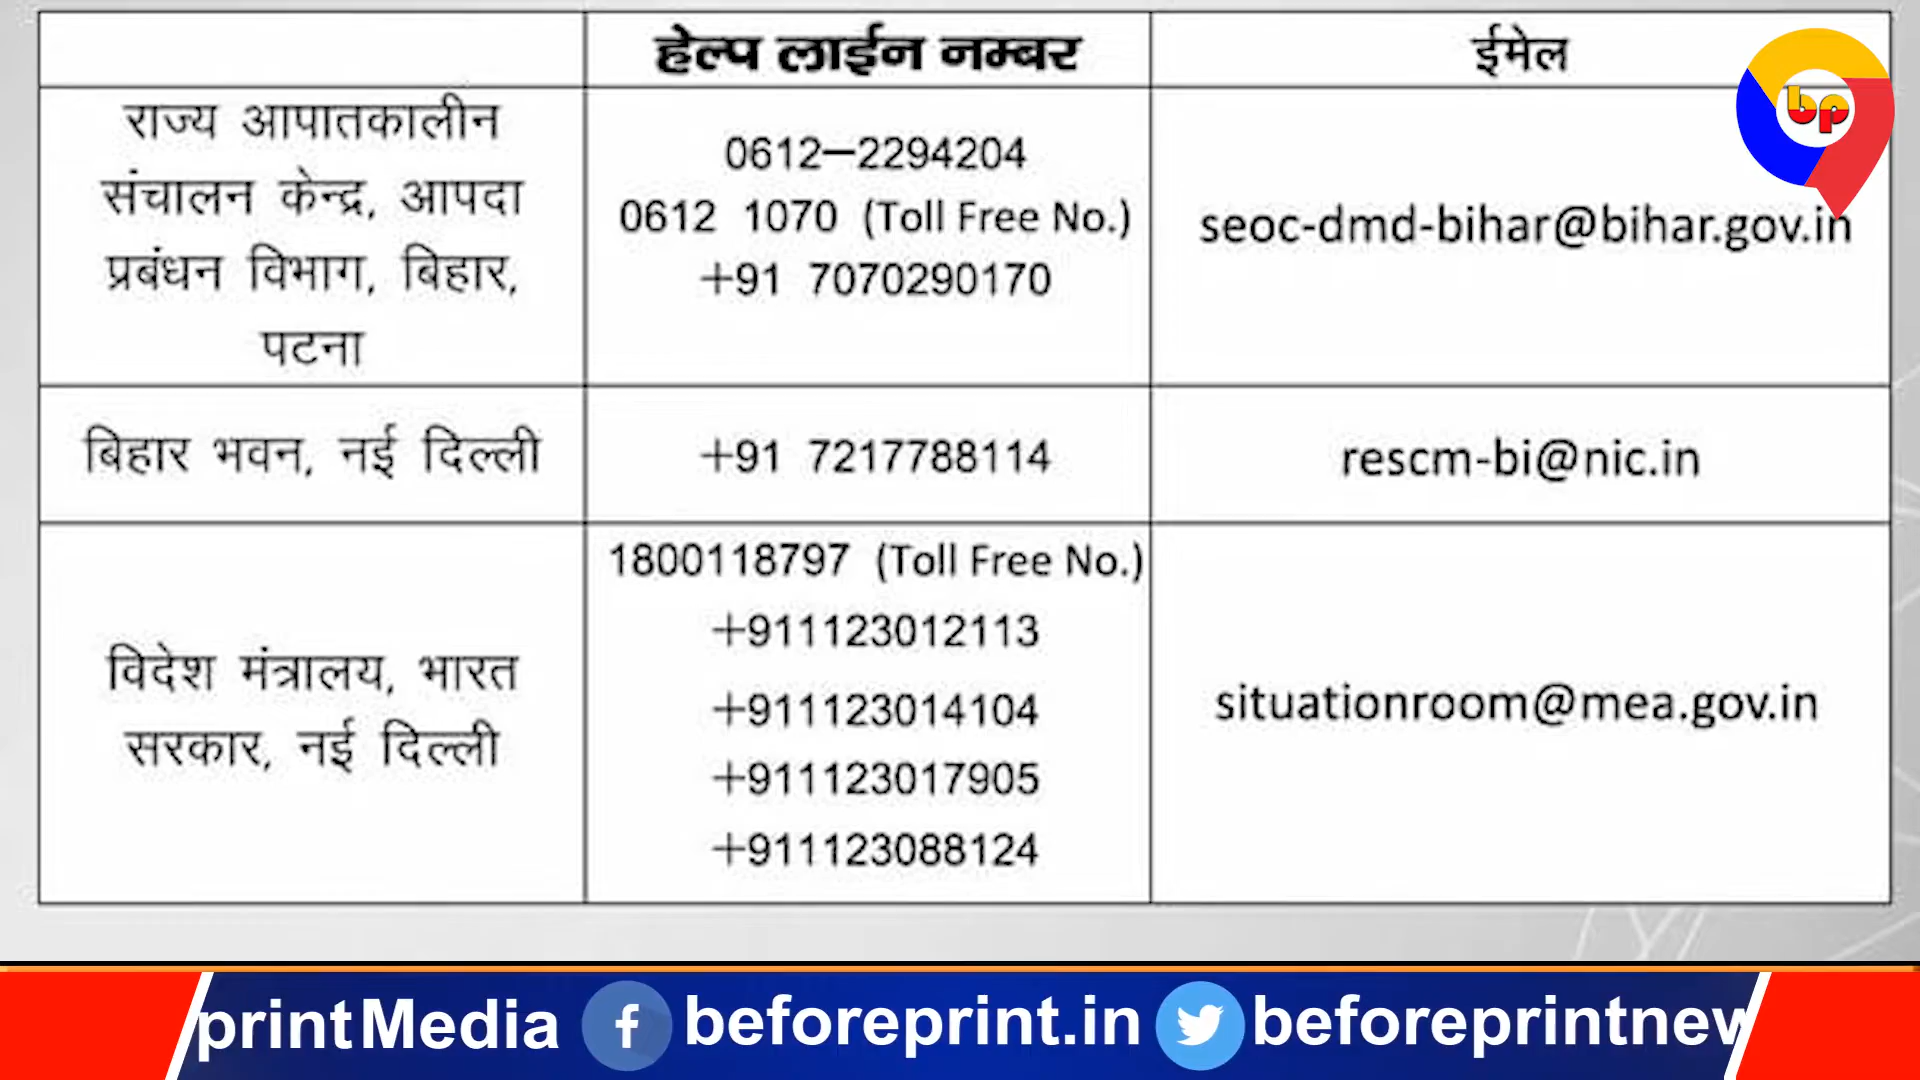 हेल्प लाईन नम्बर
ईमेल
राज्य आपातकालीन
संचालन केन्द्र, आपदा
प्रबंधन विभाग, बिहार,
पटना
0612–2294204
0612 1070 (Toll Free No.)
+91 7070290170
seoc-dmd-bihar@bihar.gov.in
बिहार भवन, नई दिल्ली
+91 7217788114
rescm-bi@nic.in
विदेश मंत्रालय, भारत
सरकार, नई दिल्ली
1800118797 (Toll Free No.)
+911123012113
+911123014104
+911123017905
+911123088124
situationroom@mea.gov.in
bp
printMedia beforeprint.in beforeprintnew